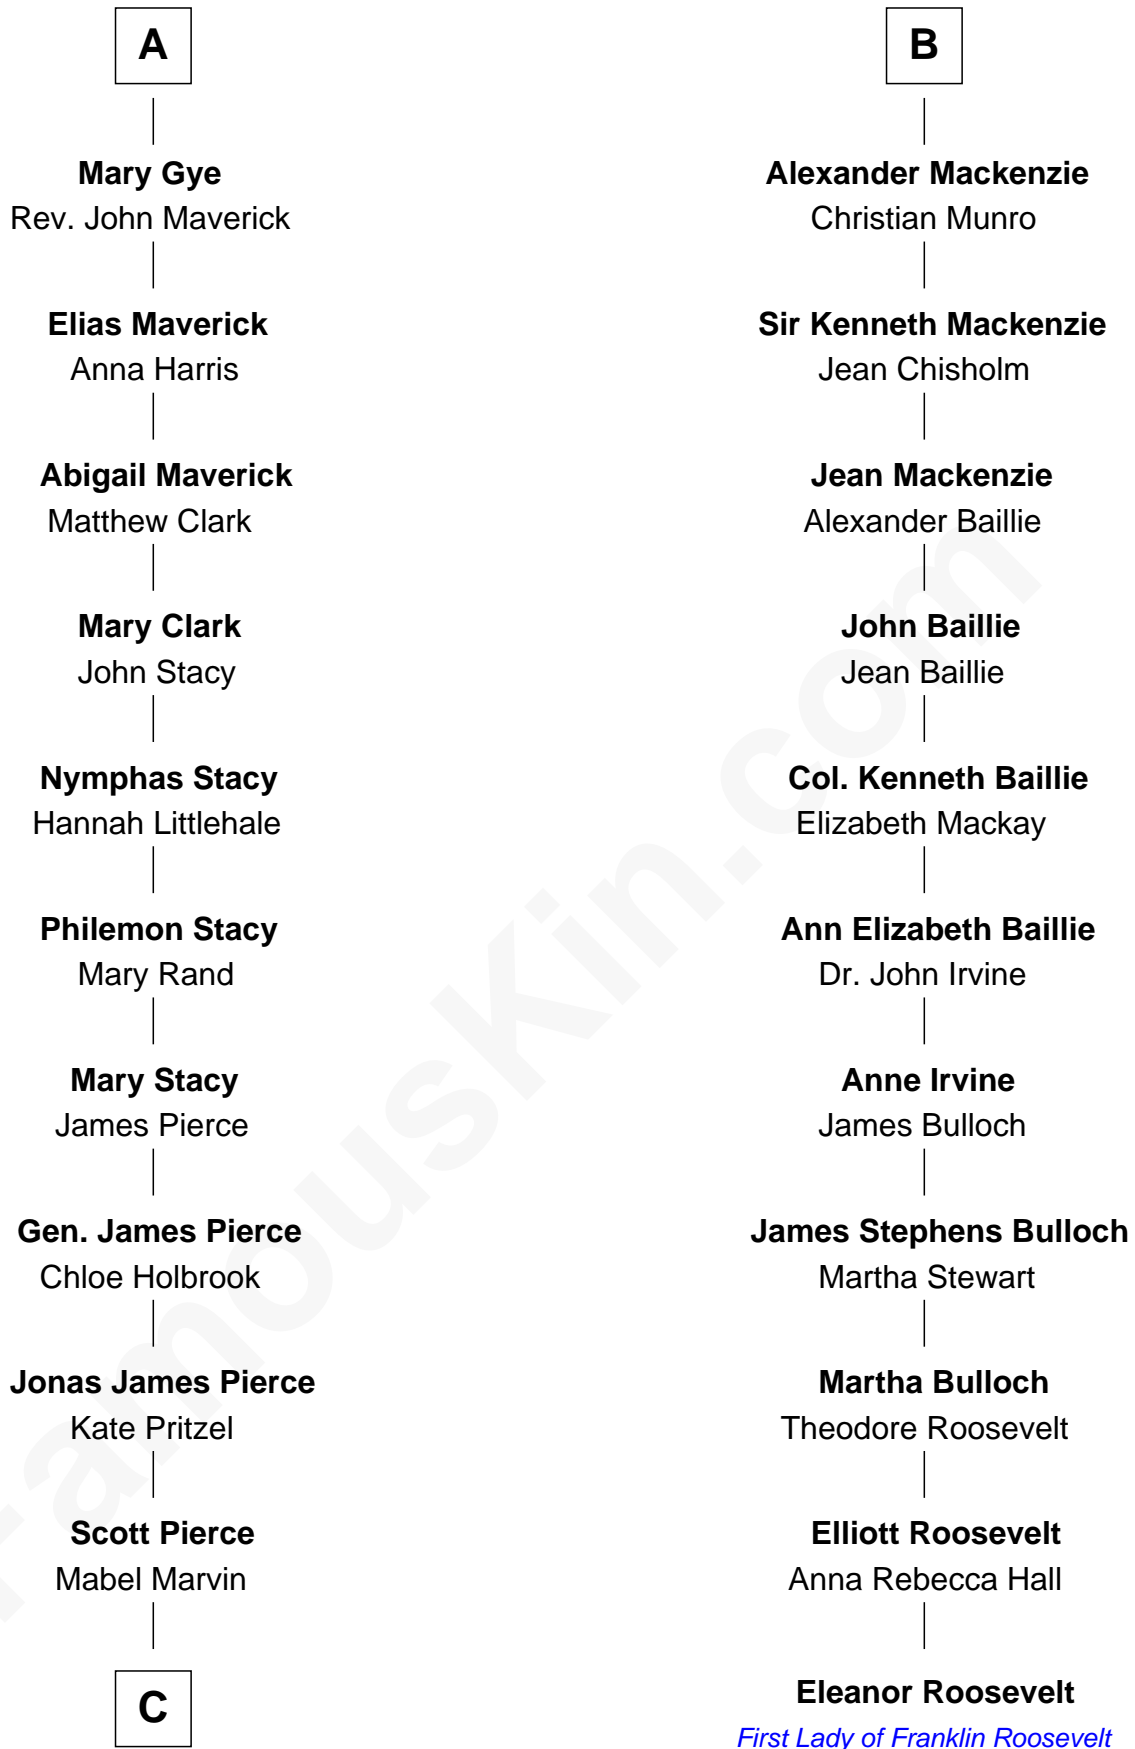 A
Mary Gye
Rev. John Maverick
Elias Maverick
Anna Harris
Abigail Maverick
Matthew Clark
Mary Clark
John Stacy
Nymphas Stacy
Hannah Littlehale
Philemon Stacy
Mary Rand
Mary Stacy
James Pierce
Gen. James Pierce
Chloe Holbrook
Jonas James Pierce
Kate Pritzel
Scott Pierce
Mabel Marvin
C
B
Alexander Mackenzie
Christian Munro
Sir Kenneth Mackenzie
Jean Chisholm
Jean Mackenzie
Alexander Baillie
John Baillie
Jean Baillie
Col. Kenneth Baillie
Elizabeth Mackay
Ann Elizabeth Baillie
Dr. John Irvine
Anne Irvine
James Bulloch
James Stephens Bulloch
Martha Stewart
Martha Bulloch
Theodore Roosevelt
Elliott Roosevelt
Anna Rebecca Hall
Eleanor Roosevelt
First Lady of Franklin Roosevelt
FamousKin.com